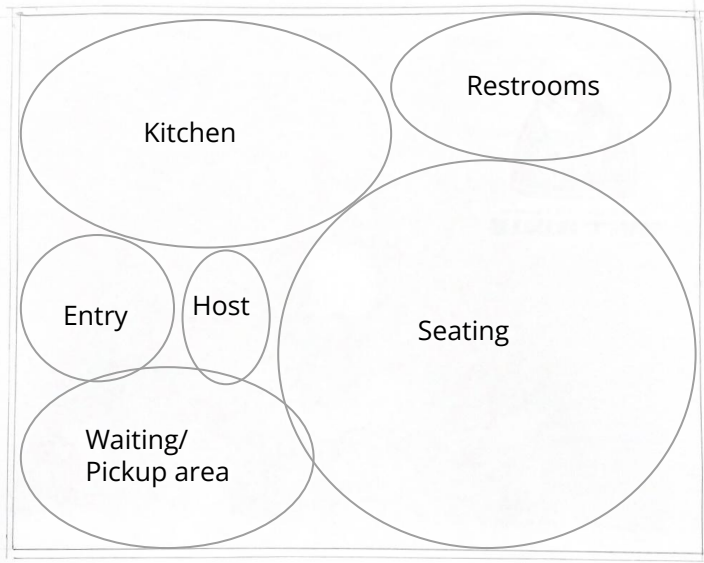 Restrooms
Kitchen
Entry
Host
Seating
Waiting/
Pickup area